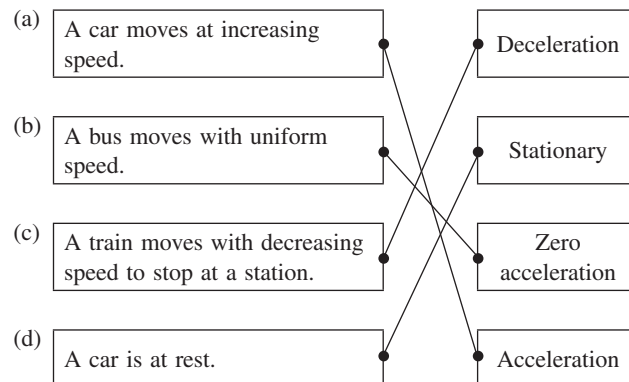 (a)
A car moves at increasing
speed.
Deceleration
(b)
A bus moves with uniform
speed.
Stationary
(c)
A train moves with decreasing
speed to stop at a station.
Zero
acceleration
(d)
A car is at rest.
Acceleration